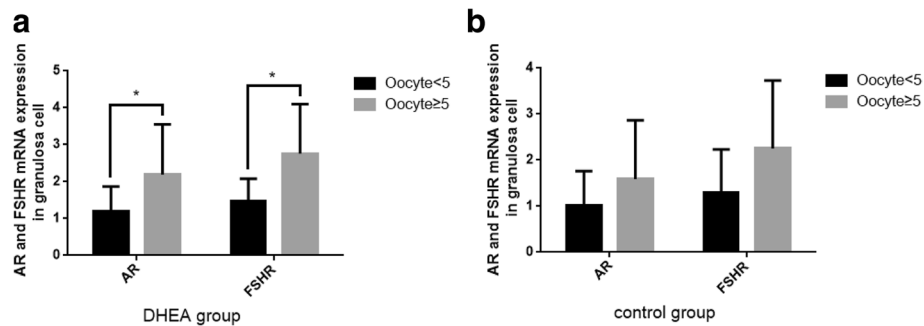 a
AR and FSHR mRNA expression
in granulosa cell
5
4
3
2
1
0
*
*
AR
FSHR
DHEA group
Oocyte<5
Oocyte≥5
b
AR and FSHR mRNA expression
in granulosa cell
4
3
2
1
0
AR
FSHR
control group
Oocyte<5
Oocyte≥5